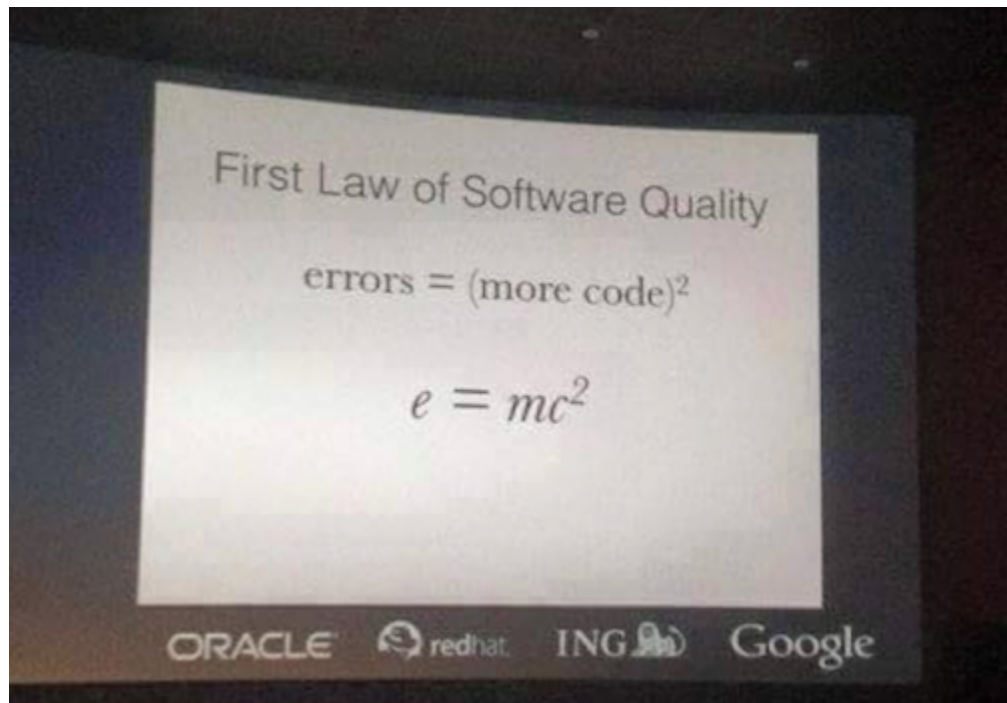 First Law of Software Quality
errors = (more code)²
e = mc²
ORACLE redhat. ING Google